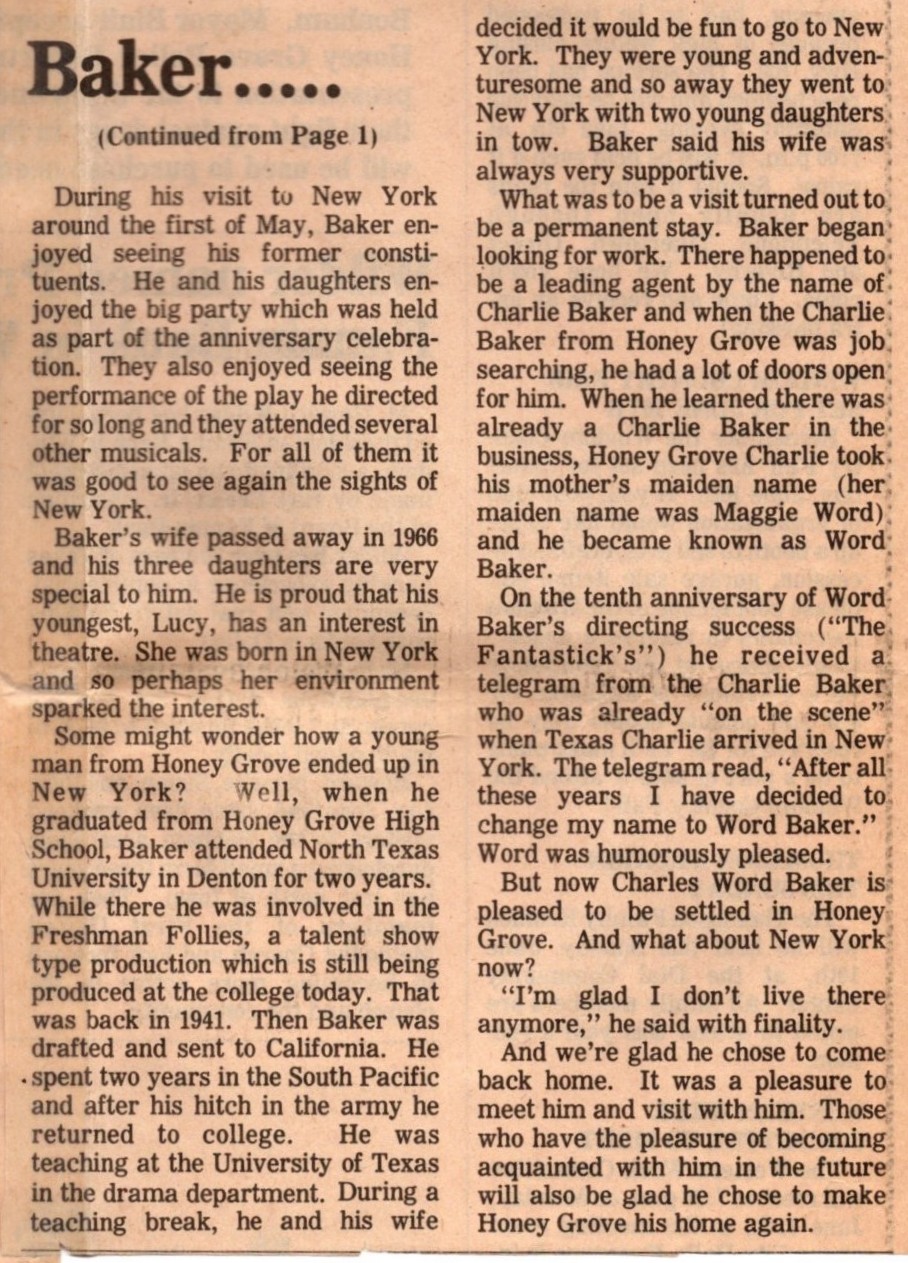 Baker.....
(Continued from Page 1)
During his visit to New York
around the first of May, Baker en-
joyed seeing his former consti-
tuents. He and his daughters en-
joyed the big party which was held
as part of the anniversary celebra-
tion. They also enjoyed seeing the
performance of the play he directed
for so long and they attended several
other musicals. For all of them it
was good to see again the sights of
New York.
Baker's wife passed away in 1966
and his three daughters are very
special to him. He is proud that his
youngest, Lucy, has an interest in
theatre. She was born in New York
and so perhaps her environment
sparked the interest.
Some might wonder how a young
man from Honey Grove ended up in
New York? Well, when he
graduated from Honey Grove High
School, Baker attended North Texas
University in Denton for two years.
While there he was involved in the
Freshman Follies, a talent show
type production which is still being
produced at the college today. That
was back in 1941. Then Baker was
drafted and sent to California. He
spent two years in the South Pacific
and after his hitch in the army he
returned to college. He was
teaching at the University of Texas
in the drama department. During a
teaching break, he and his wife
decided it would be fun to go to New
York. They were young and adven-
turesome and so away they went to
New York with two young daughters
in tow. Baker said his wife was
always very supportive.
What was to be a visit turned out to
be a permanent stay. Baker began
looking for work. There happened to
be a leading agent by the name of
Charlie Baker and when the Charlie
Baker from Honey Grove was job
searching, he had a lot of doors open
for him. When he learned there was
already a Charlie Baker in the
business, Honey Grove Charlie took
his mother's maiden name (her
maiden name was Maggie Word)
and he became known as Word
Baker.
On the tenth anniversary of Word
Baker's directing success ("The
Fantastick's") he received a
telegram from the Charlie Baker
who was already "on the scene"
when Texas Charlie arrived in New
York. The telegram read, "After all
these years I have decided to
change my name to Word Baker."
Word was humorously pleased.
But now Charles Word Baker is
pleased to be settled in Honey
Grove. And what about New York
now?
"I'm glad I don't live there
anymore," he said with finality.
And we're glad he chose to come
back home. It was a pleasure to
meet him and visit with him. Those
who have the pleasure of becoming
acquainted with him in the future
will also be glad he chose to make
Honey Grove his home again.